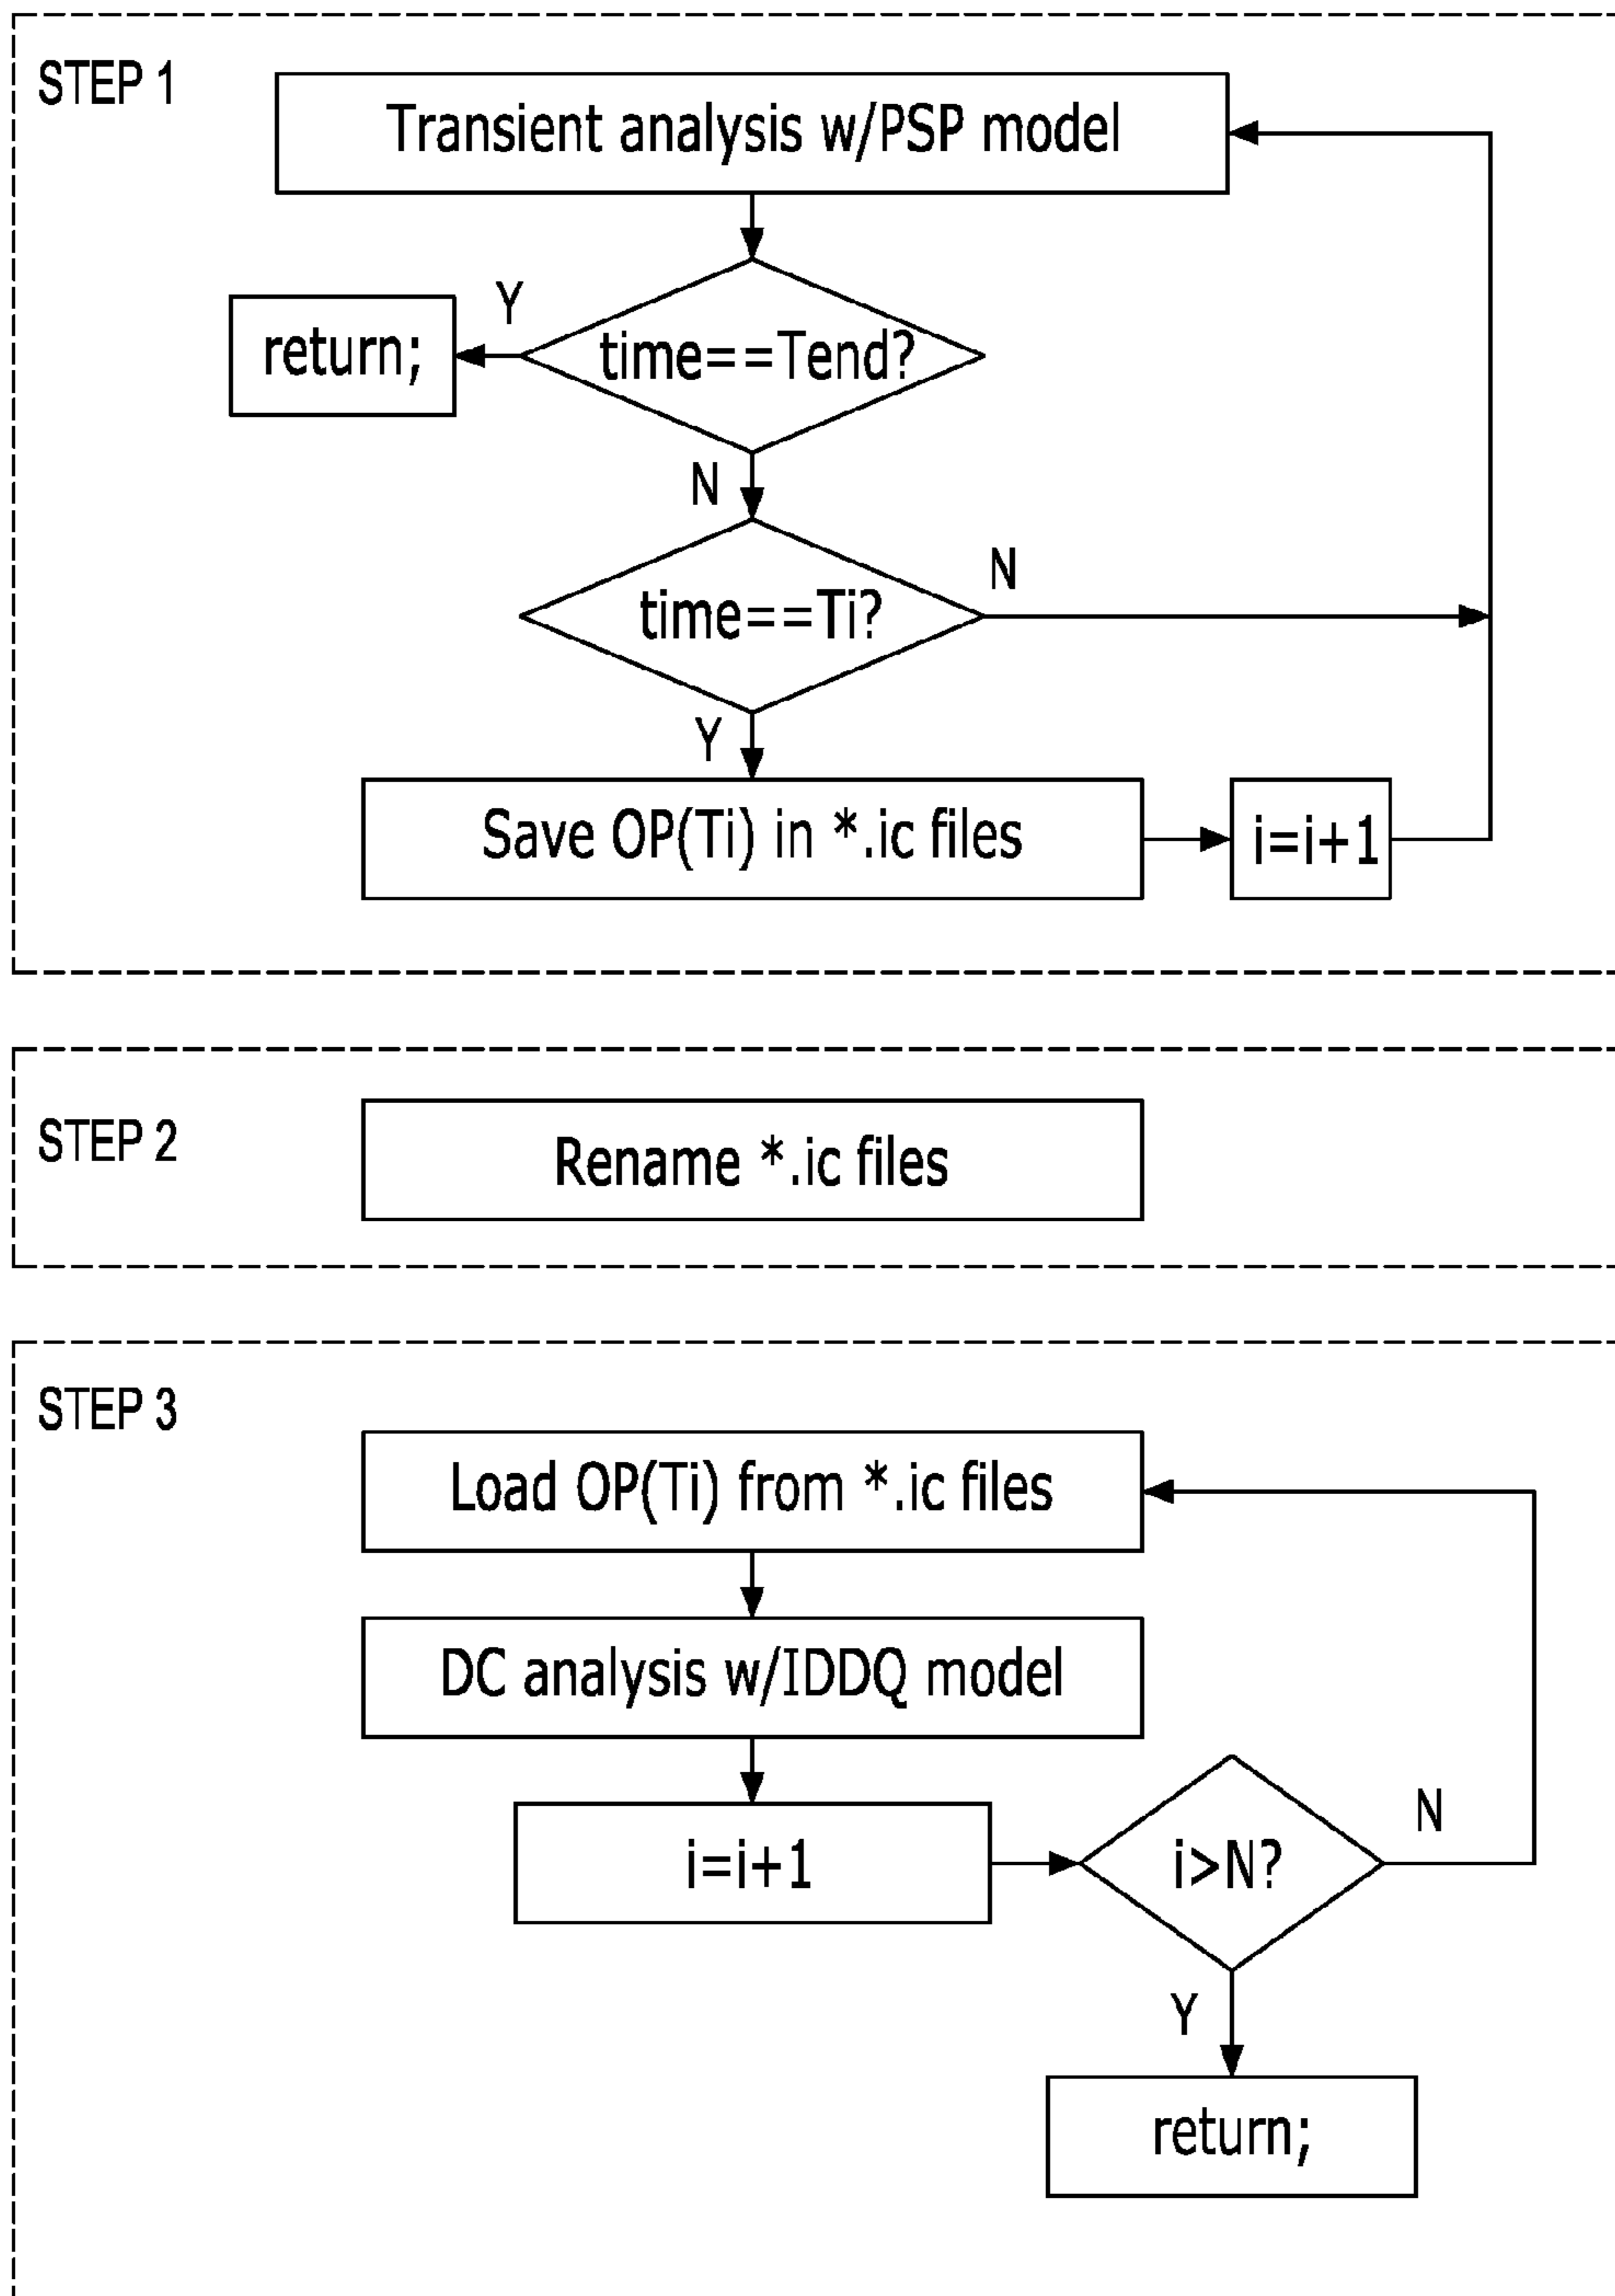 STEP 1
Transient analysis w/PSP model
Y
return;
time==Tend?
N
N
time==Ti?
Y
Save OP(Ti) in *.ic files
i=i+1
STEP 2
Rename *.ic files
STEP 3
Load OP(Ti) from *.ic files
DC analysis w/IDDQ model
N
i=i+1
i>N?
Y
return;